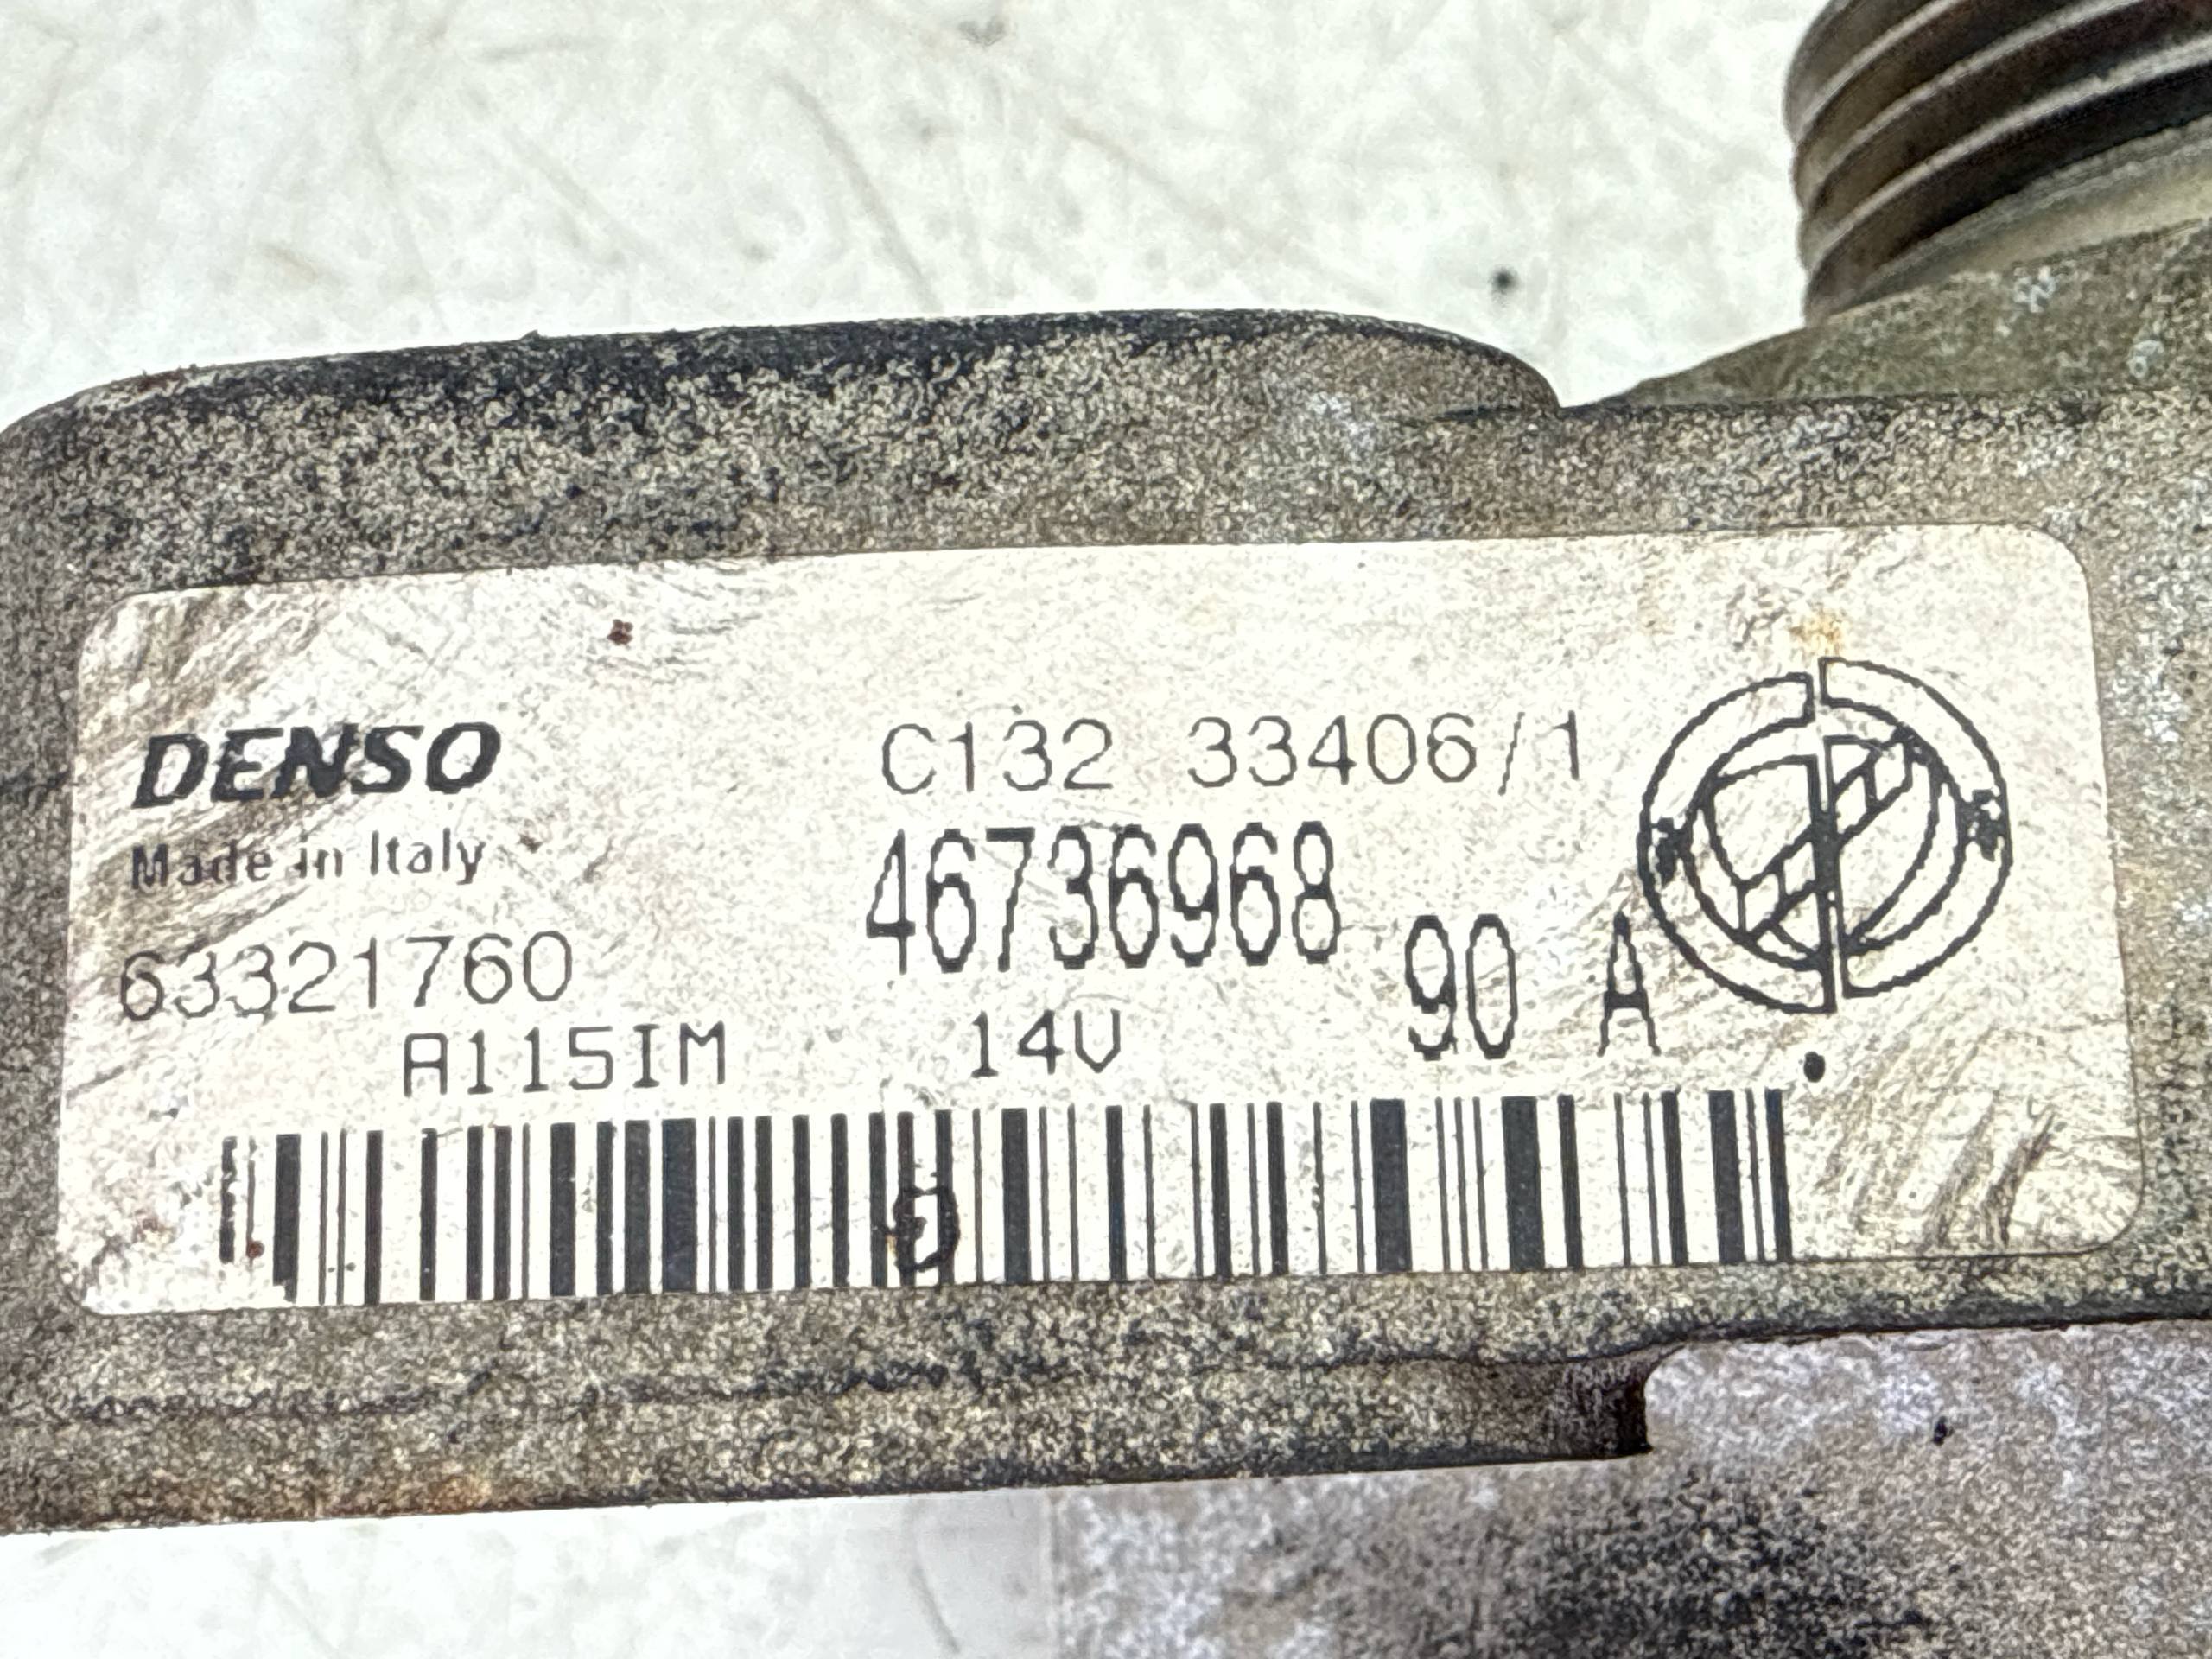 DENSO
Made in Italy
63321760
A115IM
C132 33406/1
46736968
14V
90 A